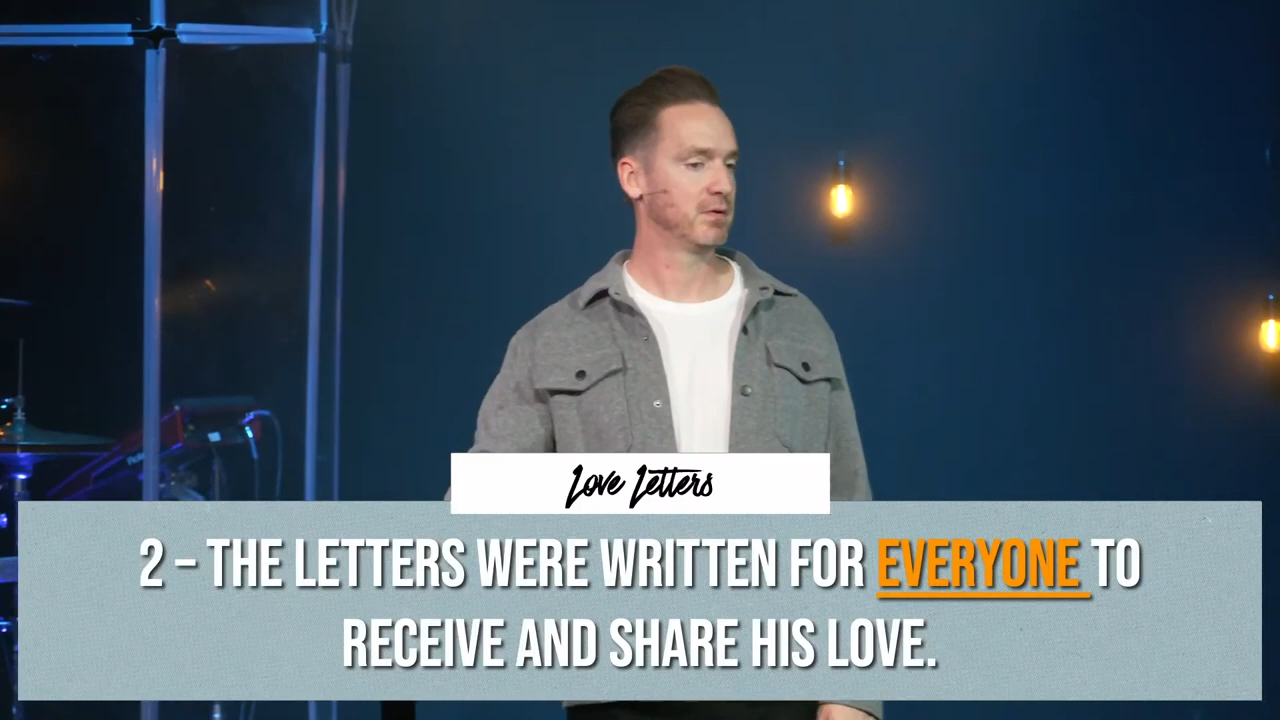 Love Letters
2 – THE LETTERS WERE WRITTEN FOR EVERYONE TO
RECEIVE AND SHARE HIS LOVE.